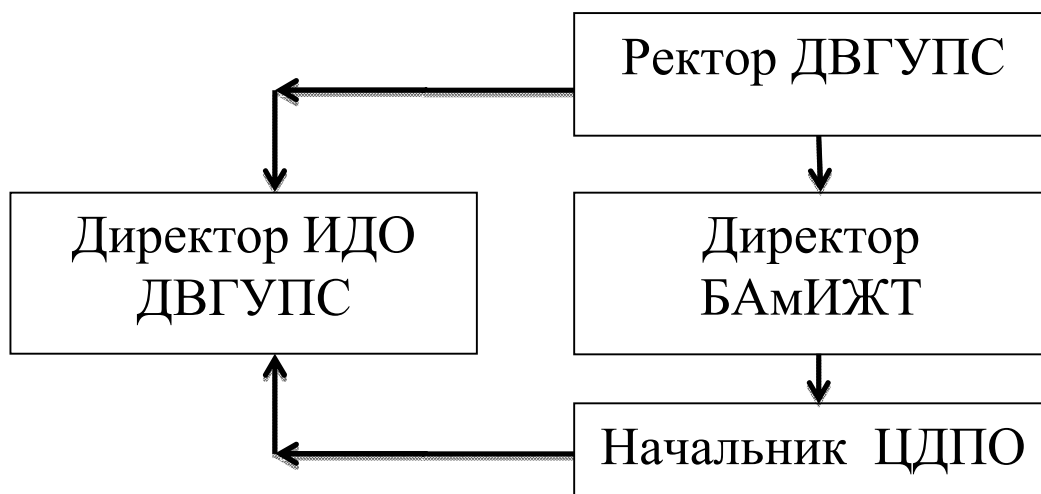 Ректор ДВГУПС
Директор ИДО
ДВГУПС
Директор
БАмИЖТ
Начальник ЦДПО